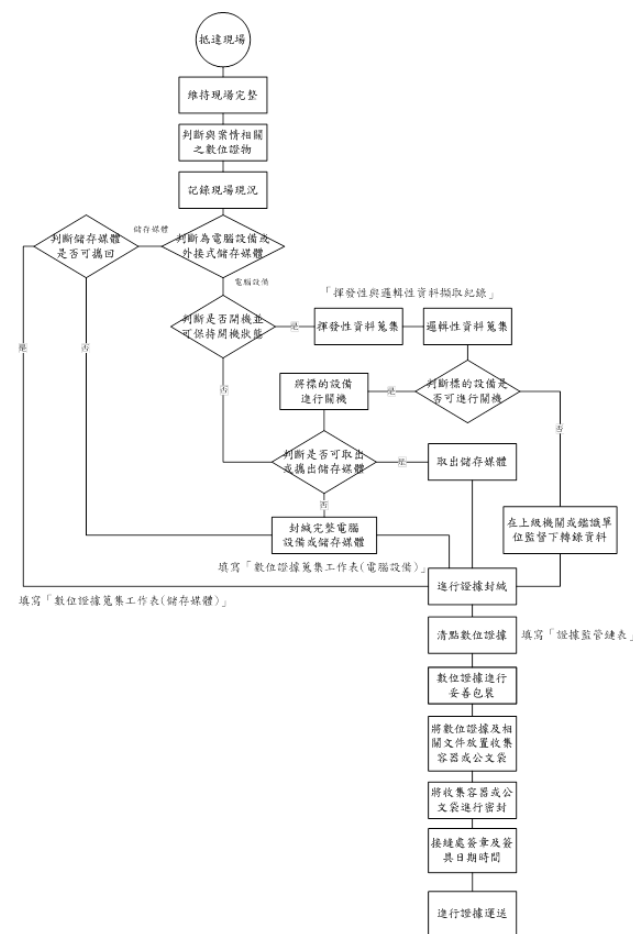 抵達現場
維持現場完整
判斷與案情相關
之數位證物
記錄現場現況
儲存媒體
判斷儲存媒體
是否可攜回
判斷為電腦設備或
外接式儲存媒體
電腦設備
「揮發性與邏輯性資料擷取紀錄」
判斷是否開機並
可保持開機狀態
是
揮發性資料蒐集
邏輯性資料蒐集
是
否
否
將標的設備
進行關機
是
判斷標的設備是
否可進行關機
否
判斷是否可取出
或攜出儲存媒體
是
取出儲存媒體
否
封緘完整電腦
設備或儲存媒體
在上級機關或鑑識單
位監督下轉錄資料
填寫「數位證據蒐集工作表(電腦設備)」
進行證據封緘
填寫「數位證據蒐集工作表(儲存媒體)」
清點數位證據
填寫「證據監管鏈表」
數位證據進行
妥善包裝
將數位證據及相
關文件放置收集
容器或公文袋
將收集容器或公
文袋進行密封
接縫處簽章及簽
具日期時間
進行證據運送